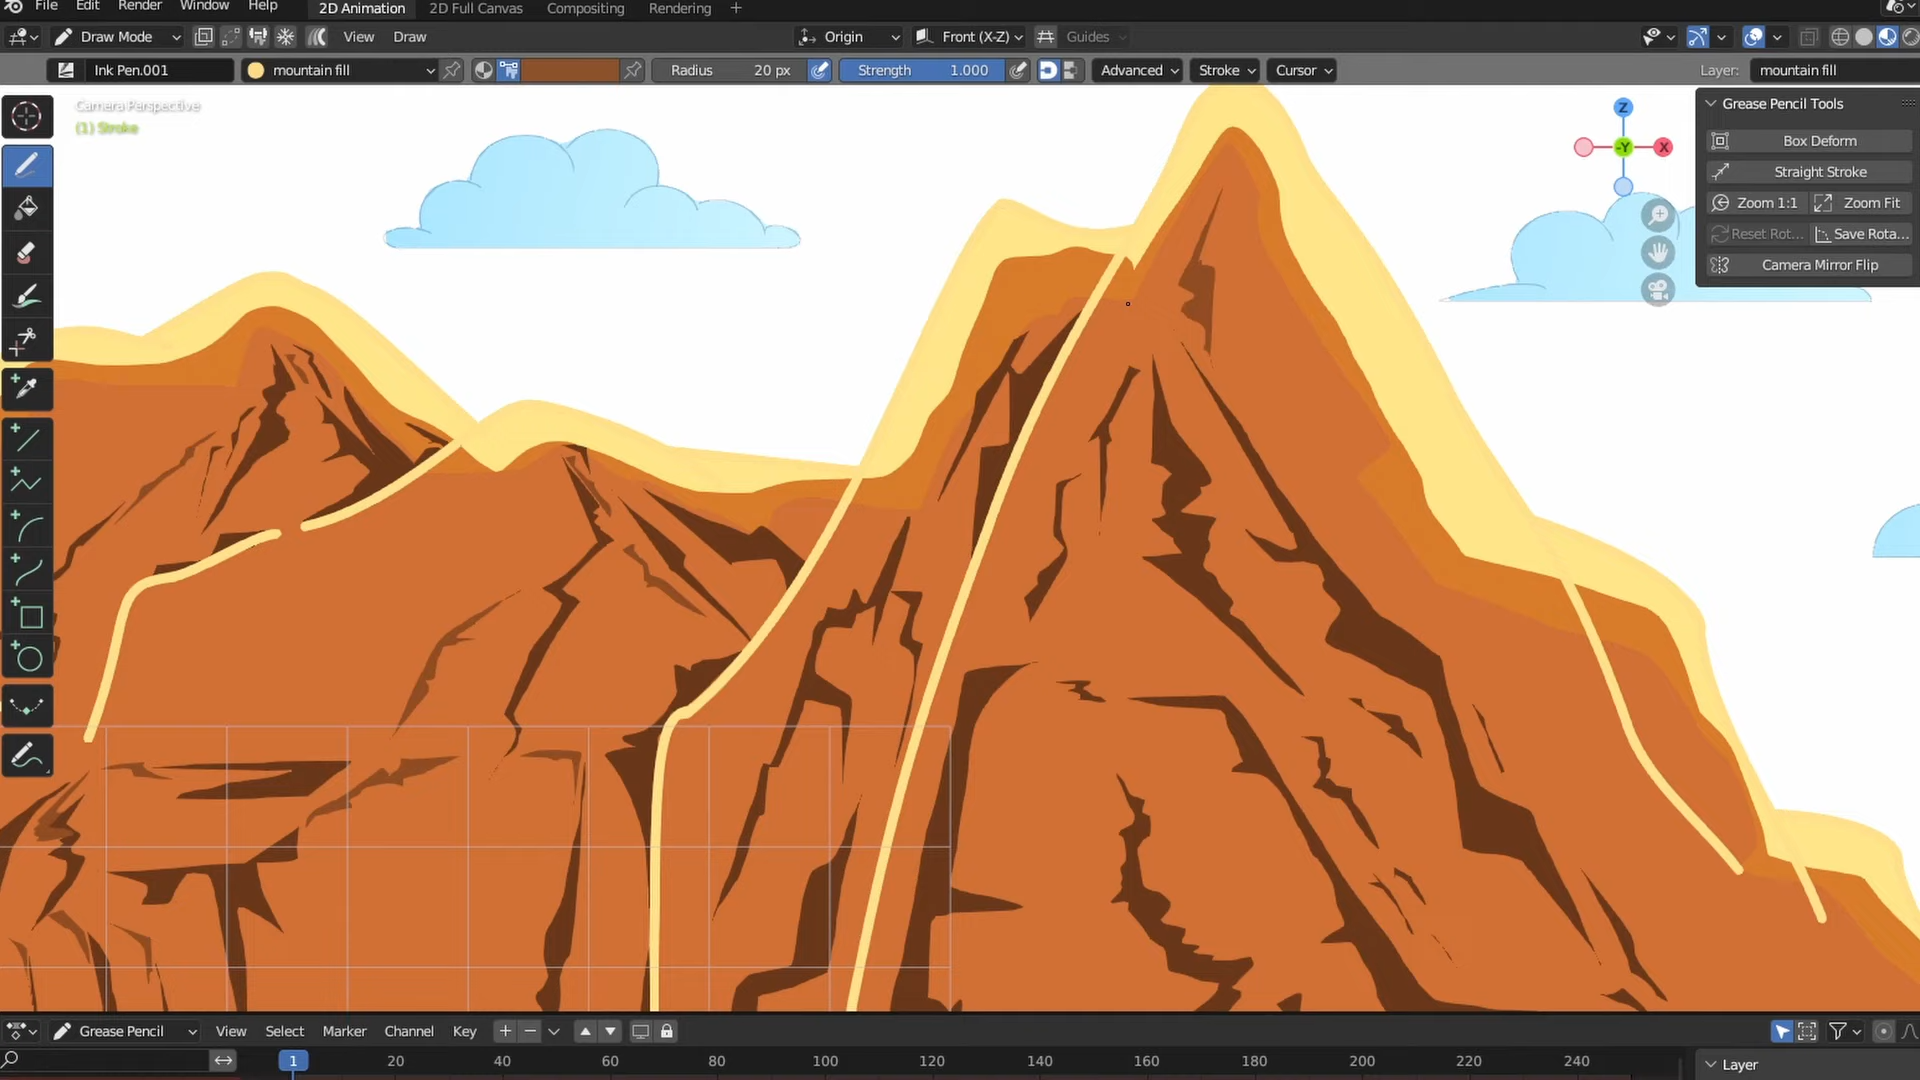 File Edit Render Window Help 2D Animation 2D Full Canvas Compositing Rendering +
Draw Mode View Draw Origin Front (X-Z) Guides
Ink Pen.001 mountain fill Radius 20 px Strength 1.000 Advanced Stroke Cursor Layer: mountain fill
Camera Perspective
(1) Stroke
Z
-Y
X
Grease Pencil Tools
Box Deform
Straight Stroke
Zoom 1:1 Zoom Fit
Reset Rot... Save Rota...
Camera Mirror Flip
Grease Pencil View Select Marker Channel Key
1 20 40 60 80 100 120 140 160 180 200 220 240
Layer